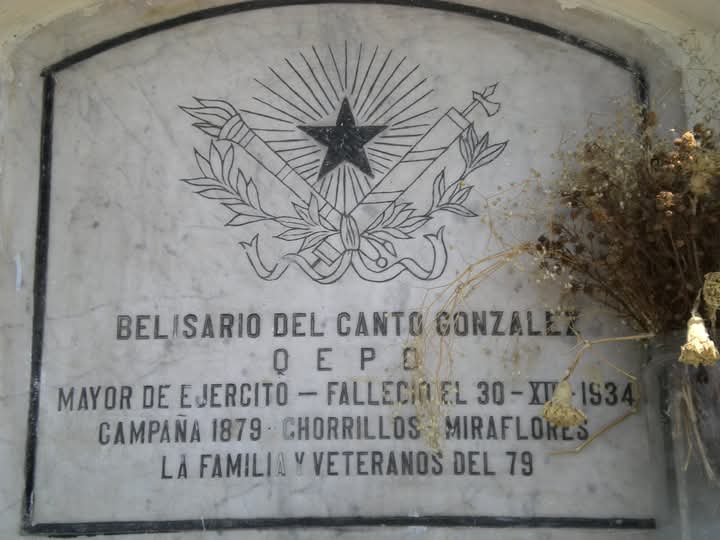 BELISARIO DEL CANTO GONZALEZ
Q E P D
MAYOR DE EJERCITO — FALLECIO EL 30 - XII - 1934
CAMPAÑA 1879 - CHORRILLOS - MIRAFLORES
LA FAMILIA Y VETERANOS DEL 79